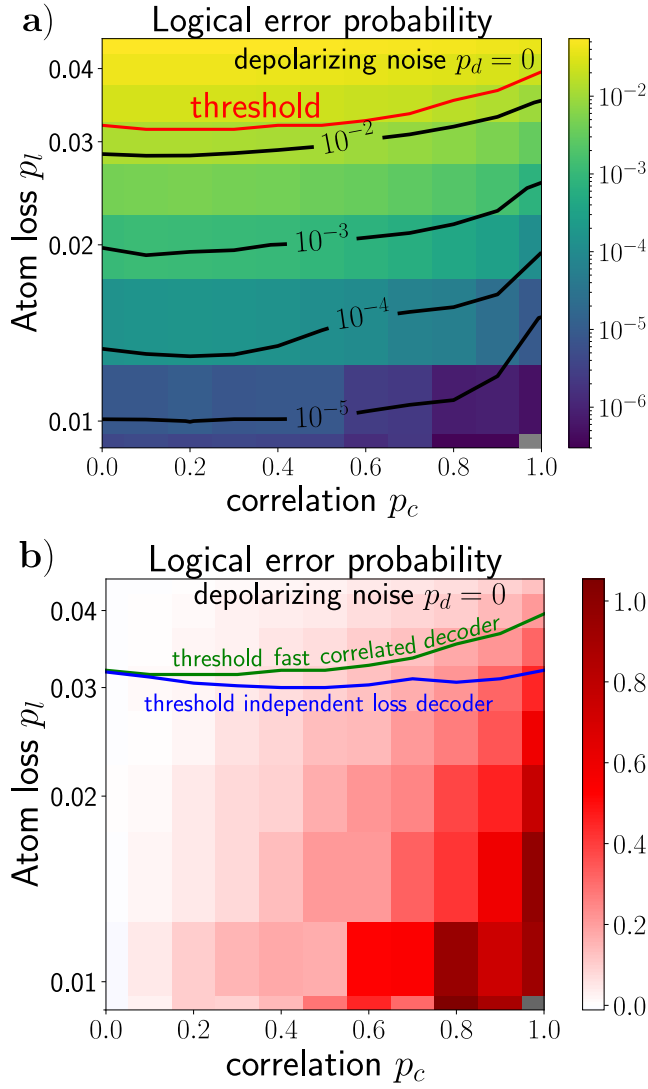 a)
Logical error probability
depolarizing noise p_d = 0
threshold
10^{-2}
10^{-3}
10^{-4}
10^{-5}
Atom loss p_l
0.04
0.03
0.02
0.01
0.0 0.2 0.4 0.6 0.8 1.0
correlation p_c
10^{-2}
10^{-3}
10^{-4}
10^{-5}
10^{-6}
b)
Logical error probability
depolarizing noise p_d = 0
threshold fast correlated decoder
threshold independent loss decoder
Atom loss p_l
0.04
0.03
0.02
0.01
0.0 0.2 0.4 0.6 0.8 1.0
correlation p_c
1.0
0.8
0.6
0.4
0.2
0.0